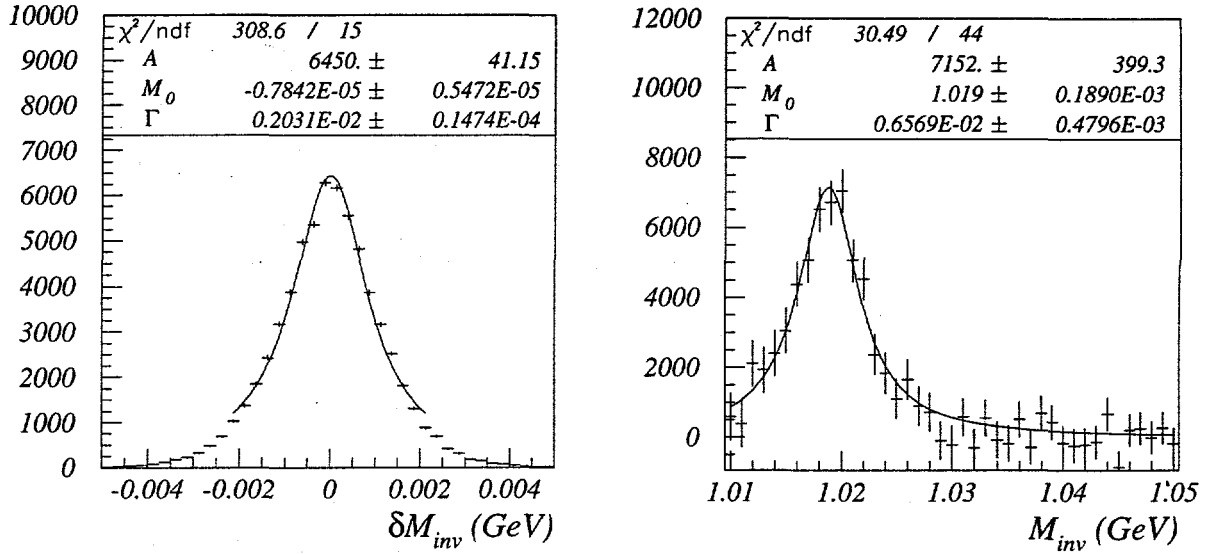 10000
9000
8000
7000
6000
5000
4000
3000
2000
1000
0
χ²/ndf 308.6 / 15
A 6450. ± 41.15
M₀ -0.7842E-05 ± 0.5472E-05
Γ 0.2031E-02 ± 0.1474E-04
-0.004 -0.002 0 0.002 0.004
δM_inv (GeV)
12000
10000
8000
6000
4000
2000
0
χ²/ndf 30.49 / 44
A 7152. ± 399.3
M₀ 1.019 ± 0.1890E-03
Γ 0.6569E-02 ± 0.4796E-03
1.01 1.02 1.03 1.04 1.05
M_inv (GeV)